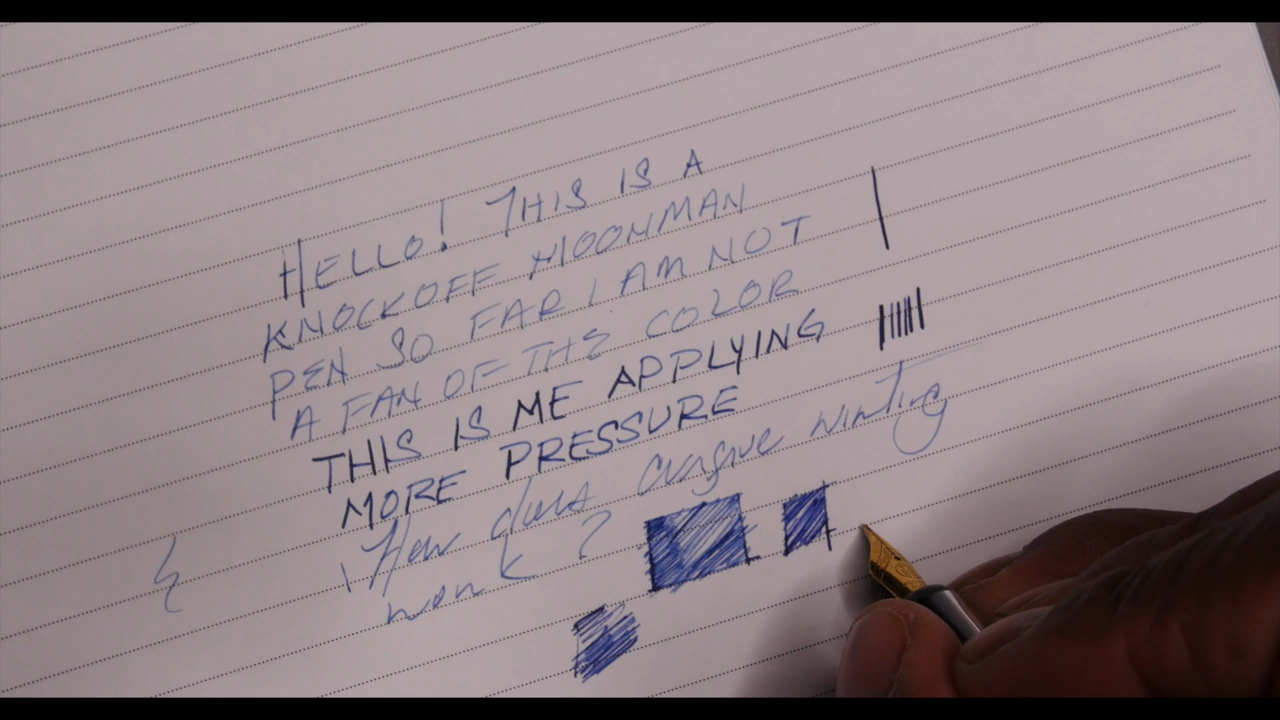 HELLO! THIS IS A
KNOCKOFF MOONMAN
PEN SO FAR I AM NOT
A FAN OF THE COLOR
THIS IS ME APPLYING
MORE PRESSURE
How does cursive writing
work?